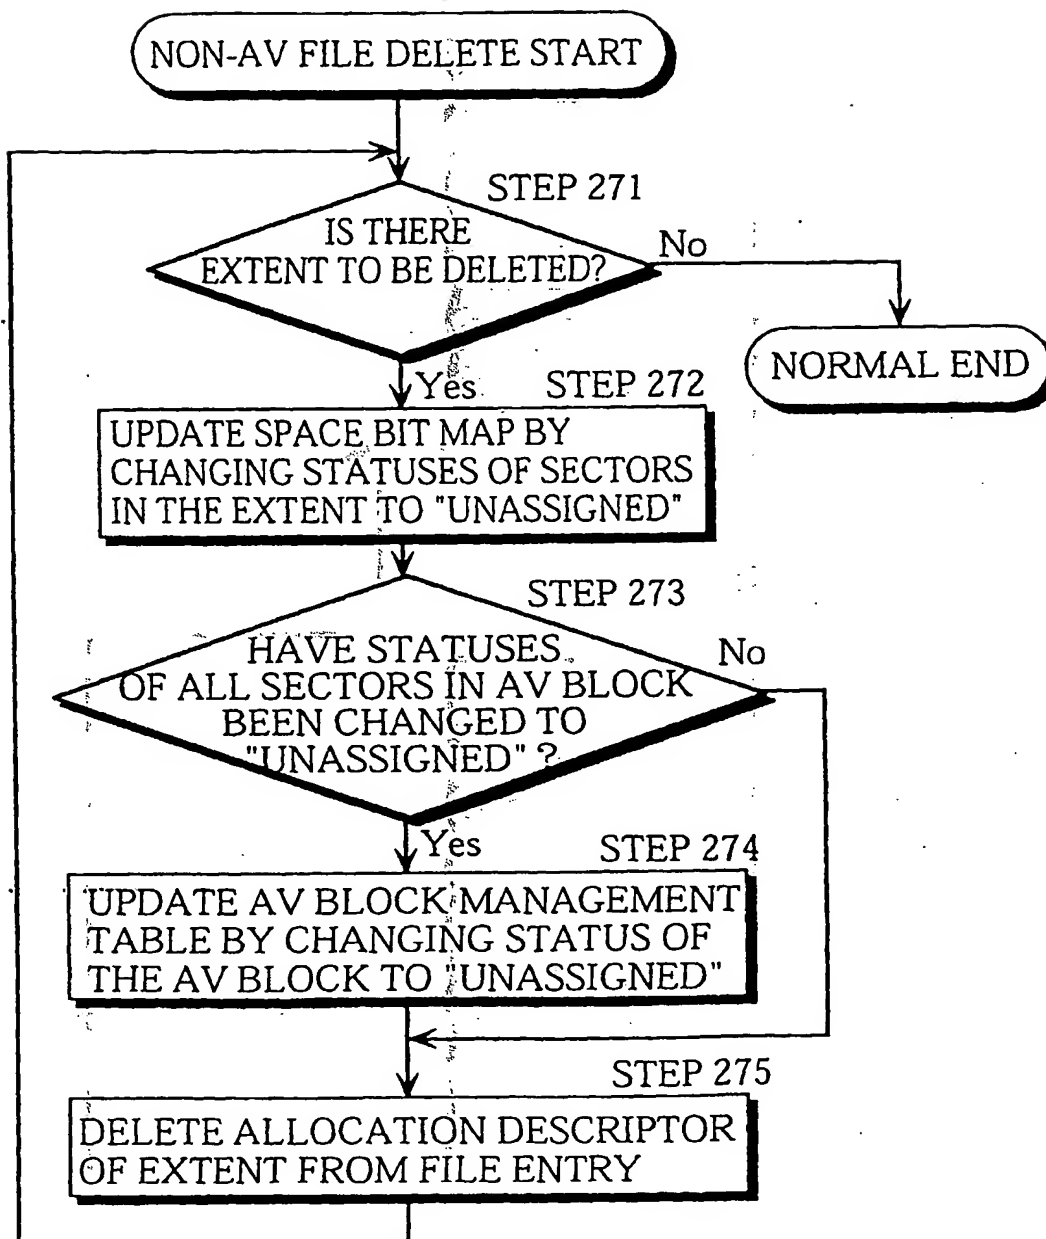 NON-AV FILE DELETE START
STEP 271
IS THERE
EXTENT TO BE DELETED?
No
NORMAL END
Yes
STEP 272
UPDATE SPACE BIT MAP BY
CHANGING STATUSES OF SECTORS
IN THE EXTENT TO "UNASSIGNED"
STEP 273
HAVE STATUSES
OF ALL SECTORS IN AV BLOCK
BEEN CHANGED TO
"UNASSIGNED" ?
No
Yes
STEP 274
UPDATE AV BLOCK MANAGEMENT
TABLE BY CHANGING STATUS OF
THE AV BLOCK TO "UNASSIGNED"
STEP 275
DELETE ALLOCATION DESCRIPTOR
OF EXTENT FROM FILE ENTRY